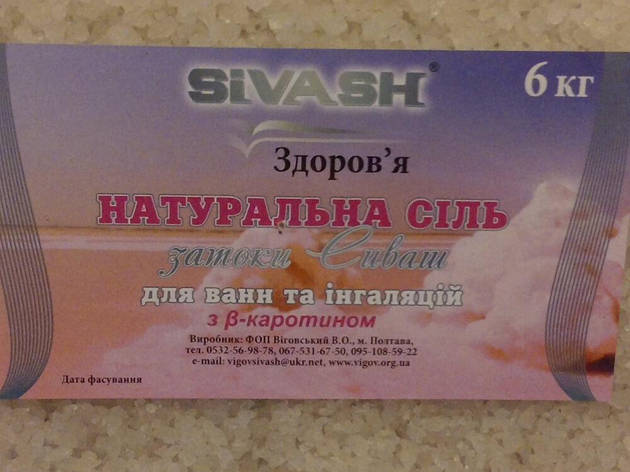 SiVASH®
6 кг
Здоров’я
НАТУРАЛЬНА СІЛЬ
затоки Сиваш
для ванн та інгаляцій
з β-каротином
Виробник: ФОП Віговський В.О., м. Полтава,
тел. 0532-56-98-78, 067-531-67-50, 095-108-59-22
e-mail: vigovsivash@ukr.net, www.vigov.org.ua
Дата фасування